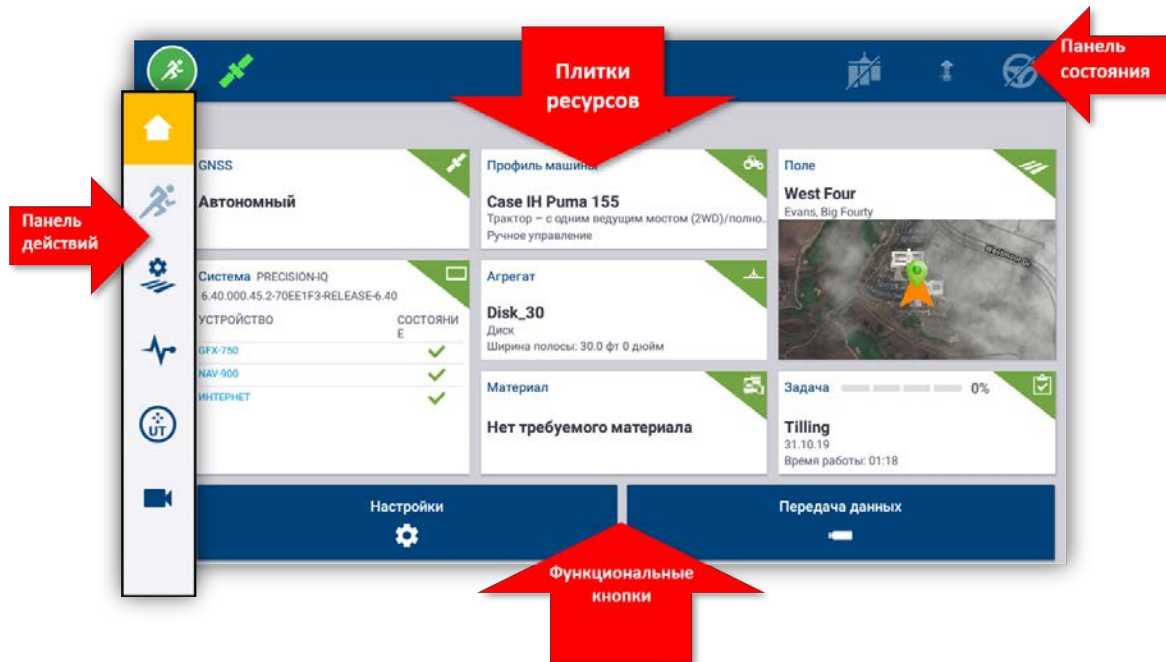 Плитки
ресурсов
Панель
состояния
Панель
действий
GNSS
Автономный
Система PRECISION-IQ
6.40.000.45.2-70EE1F3-RELEASE-6.40
УСТРОЙСТВО
СОСТОЯНИ
Е
GFX-750
NAV-900
ИНТЕРНЕТ
Профиль машины
Case IH Puma 155
Трактор – с одним ведущим мостом (2WD)/полно..
Ручное управление
Агрегат
Disk_30
Диск
Ширина полосы: 30.0 фт 0 дюйм
Материал
Нет требуемого материала
Поле
West Four
Evans, Big Fourty
Задача 0%
Tilling
31.10.19
Время работы: 01:18
UT
Настройки
Передача данных
Функциональные
кнопки